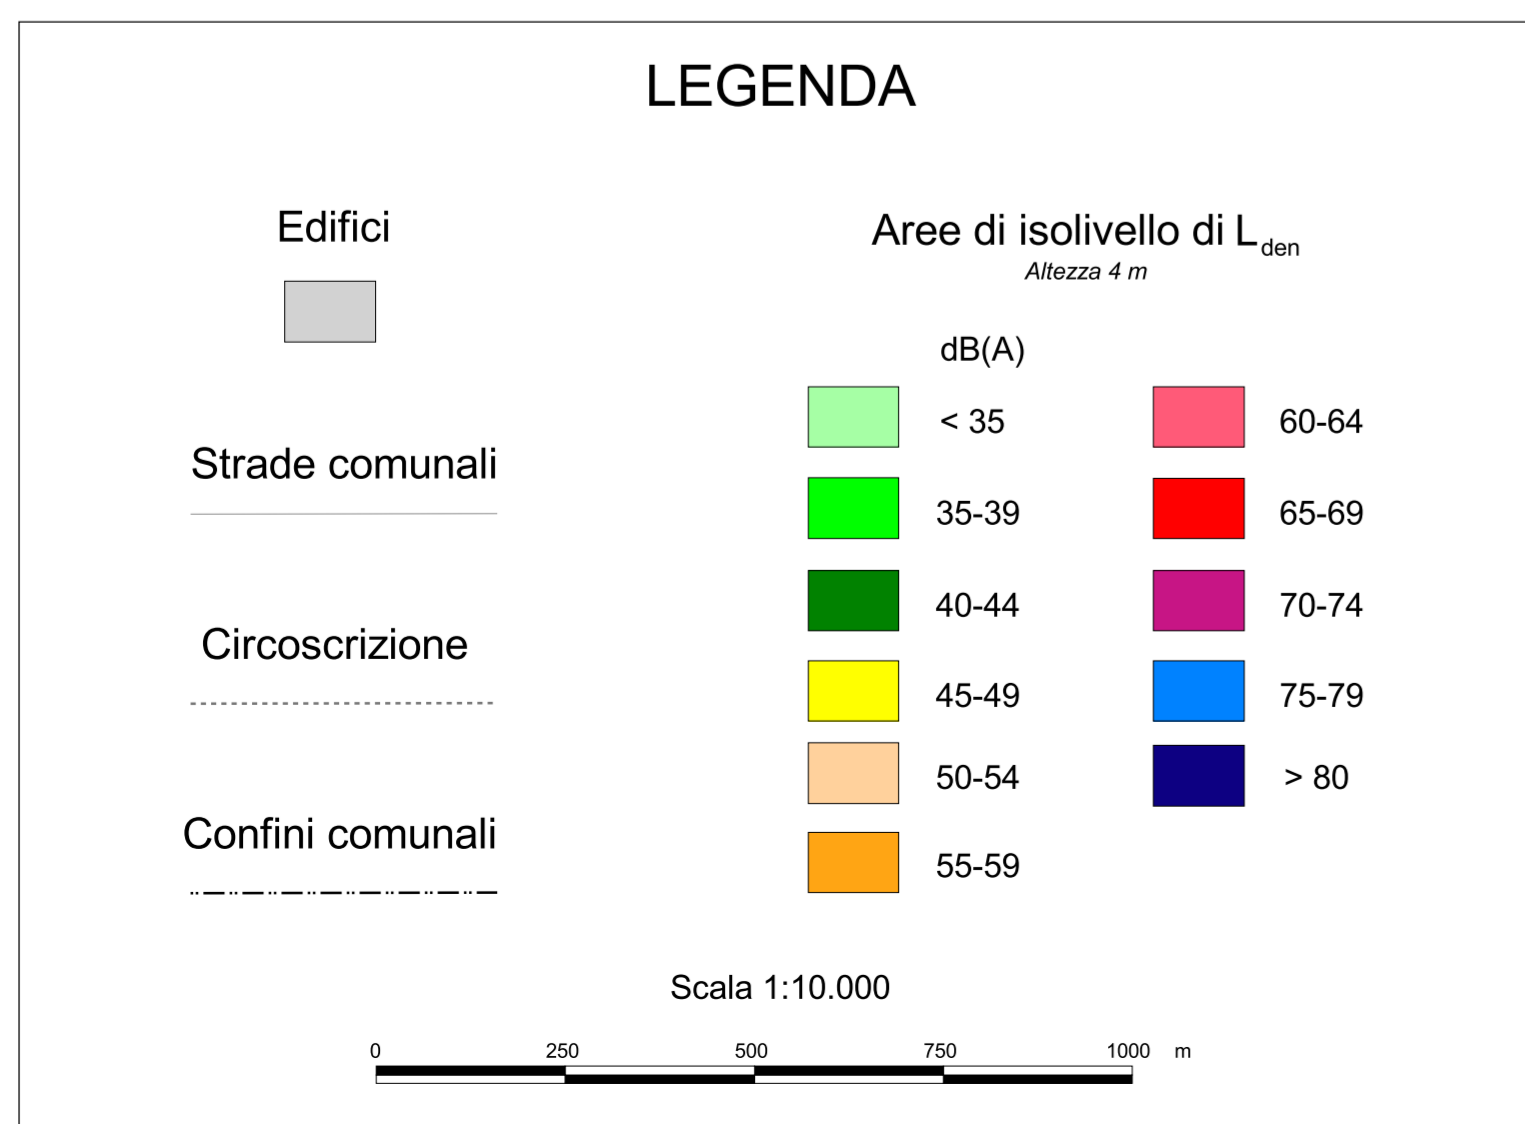 LEGENDA
Edifici
Strade comunali
Circoscrizione
Confini comunali
Aree di isolivello di Lden
Altezza 4 m
dB(A)
< 35
35-39
40-44
45-49
50-54
55-59
60-64
65-69
70-74
75-79
> 80
Scala 1:10.000
0 250 500 750 1000 m